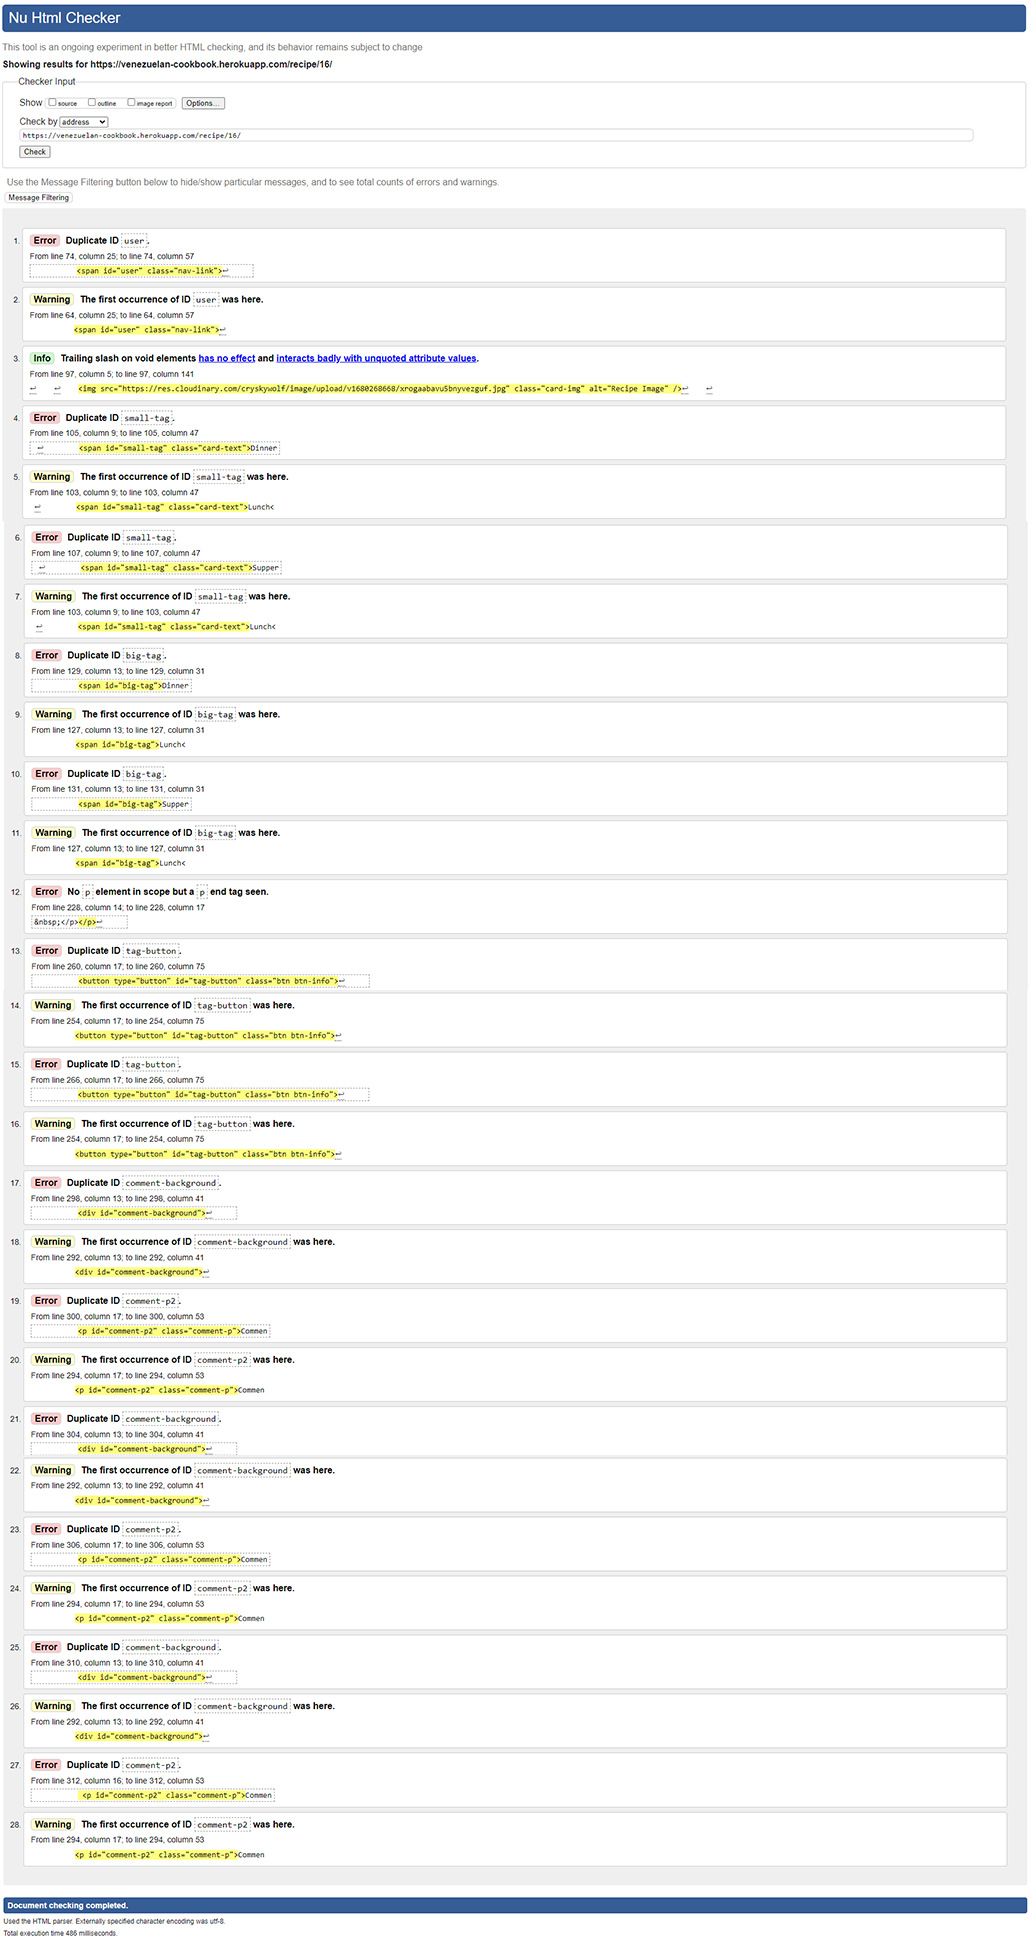 Nu Html Checker
This tool is an ongoing experiment in better HTML checking, and its behavior remains subject to change
Showing results for https://venezuelan-cookbook.herokuapp.com/recipe/16/
Checker Input
Show source outline image report Options...
Check by address
https://venezuelan-cookbook.herokuapp.com/recipe/16/
Check
Use the Message Filtering button below to hide/show particular messages, and to see total counts of errors and warnings.
Message Filtering
1. Error Duplicate ID user.
From line 74, column 25; to line 74, column 57
<span id="user" class="nav-link">↩
2. Warning The first occurrence of ID user was here.
From line 64, column 25; to line 64, column 57
<span id="user" class="nav-link">↩
3. Info Trailing slash on void elements has no effect and interacts badly with unquoted attribute values.
From line 97, column 5; to line 97, column 141
↩ ↩ <img src="https://res.cloudinary.com/cryskywolf/image/upload/v1680268668/xrogaabavu5bnyvezguf.jpg" class="card-img" alt="Recipe Image" />↩ ↩
4. Error Duplicate ID small-tag.
From line 105, column 9; to line 105, column 47
↩ <span id="small-tag" class="card-text">Dinner
5. Warning The first occurrence of ID small-tag was here.
From line 103, column 9; to line 103, column 47
↩ <span id="small-tag" class="card-text">Lunch<
6. Error Duplicate ID small-tag.
From line 107, column 9; to line 107, column 47
↩ <span id="small-tag" class="card-text">Supper
7. Warning The first occurrence of ID small-tag was here.
From line 103, column 9; to line 103, column 47
↩ <span id="small-tag" class="card-text">Lunch<
8. Error Duplicate ID big-tag.
From line 129, column 13; to line 129, column 31
<span id="big-tag">Dinner
9. Warning The first occurrence of ID big-tag was here.
From line 127, column 13; to line 127, column 31
<span id="big-tag">Lunch<
10. Error Duplicate ID big-tag.
From line 131, column 13; to line 131, column 31
<span id="big-tag">Supper
11. Warning The first occurrence of ID big-tag was here.
From line 127, column 13; to line 127, column 31
<span id="big-tag">Lunch<
12. Error No p element in scope but a p end tag seen.
From line 228, column 14; to line 228, column 17
&nbsp;</p></p>↩
13. Error Duplicate ID tag-button.
From line 260, column 17; to line 260, column 75
<button type="button" id="tag-button" class="btn btn-info">↩
14. Warning The first occurrence of ID tag-button was here.
From line 254, column 17; to line 254, column 75
<button type="button" id="tag-button" class="btn btn-info">↩
15. Error Duplicate ID tag-button.
From line 266, column 17; to line 266, column 75
<button type="button" id="tag-button" class="btn btn-info">↩
16. Warning The first occurrence of ID tag-button was here.
From line 254, column 17; to line 254, column 75
<button type="button" id="tag-button" class="btn btn-info">↩
17. Error Duplicate ID comment-background.
From line 298, column 13; to line 298, column 41
<div id="comment-background">↩
18. Warning The first occurrence of ID comment-background was here.
From line 292, column 13; to line 292, column 41
<div id="comment-background">↩
19. Error Duplicate ID comment-p2.
From line 300, column 17; to line 300, column 53
<p id="comment-p2" class="comment-p">Commen
20. Warning The first occurrence of ID comment-p2 was here.
From line 294, column 17; to line 294, column 53
<p id="comment-p2" class="comment-p">Commen
21. Error Duplicate ID comment-background.
From line 304, column 13; to line 304, column 41
<div id="comment-background">↩
22. Warning The first occurrence of ID comment-background was here.
From line 292, column 13; to line 292, column 41
<div id="comment-background">↩
23. Error Duplicate ID comment-p2.
From line 306, column 17; to line 306, column 53
<p id="comment-p2" class="comment-p">Commen
24. Warning The first occurrence of ID comment-p2 was here.
From line 294, column 17; to line 294, column 53
<p id="comment-p2" class="comment-p">Commen
25. Error Duplicate ID comment-background.
From line 310, column 13; to line 310, column 41
<div id="comment-background">↩
26. Warning The first occurrence of ID comment-background was here.
From line 292, column 13; to line 292, column 41
<div id="comment-background">↩
27. Error Duplicate ID comment-p2.
From line 312, column 16; to line 312, column 53
<p id="comment-p2" class="comment-p">Commen
28. Warning The first occurrence of ID comment-p2 was here.
From line 294, column 17; to line 294, column 53
<p id="comment-p2" class="comment-p">Commen
Document checking completed.
Used the HTML parser. Externally specified character encoding was utf-8.
Total execution time 486 milliseconds.